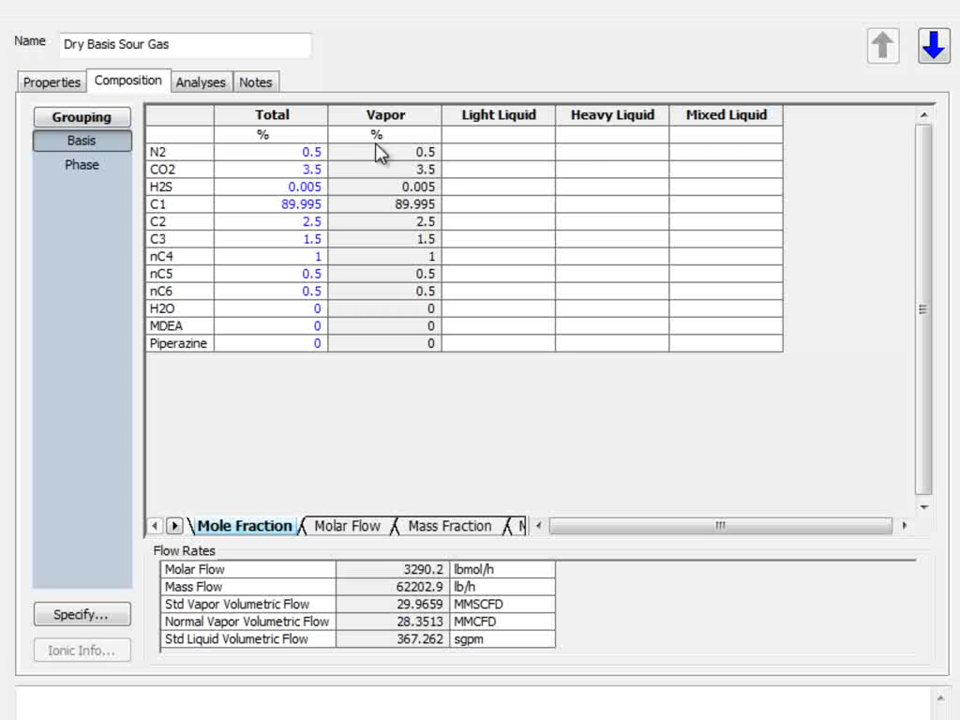 Name Dry Basis Sour Gas
Properties Composition Analyses Notes
Grouping
Basis
Phase
Total Vapor Light Liquid Heavy Liquid Mixed Liquid
% %
N2 0.5 0.5
CO2 3.5 3.5
H2S 0.005 0.005
C1 89.995 89.995
C2 2.5 2.5
C3 1.5 1.5
nC4 1 1
nC5 0.5 0.5
nC6 0.5 0.5
H2O 0 0
MDEA 0 0
Piperazine 0 0
Mole Fraction Molar Flow Mass Fraction
Flow Rates
Molar Flow 3290.2 lbmol/h
Mass Flow 62202.9 lb/h
Std Vapor Volumetric Flow 29.9659 MMSCFD
Normal Vapor Volumetric Flow 28.3513 MMCFD
Std Liquid Volumetric Flow 367.262 sgpm
Specify...
Ionic Info...